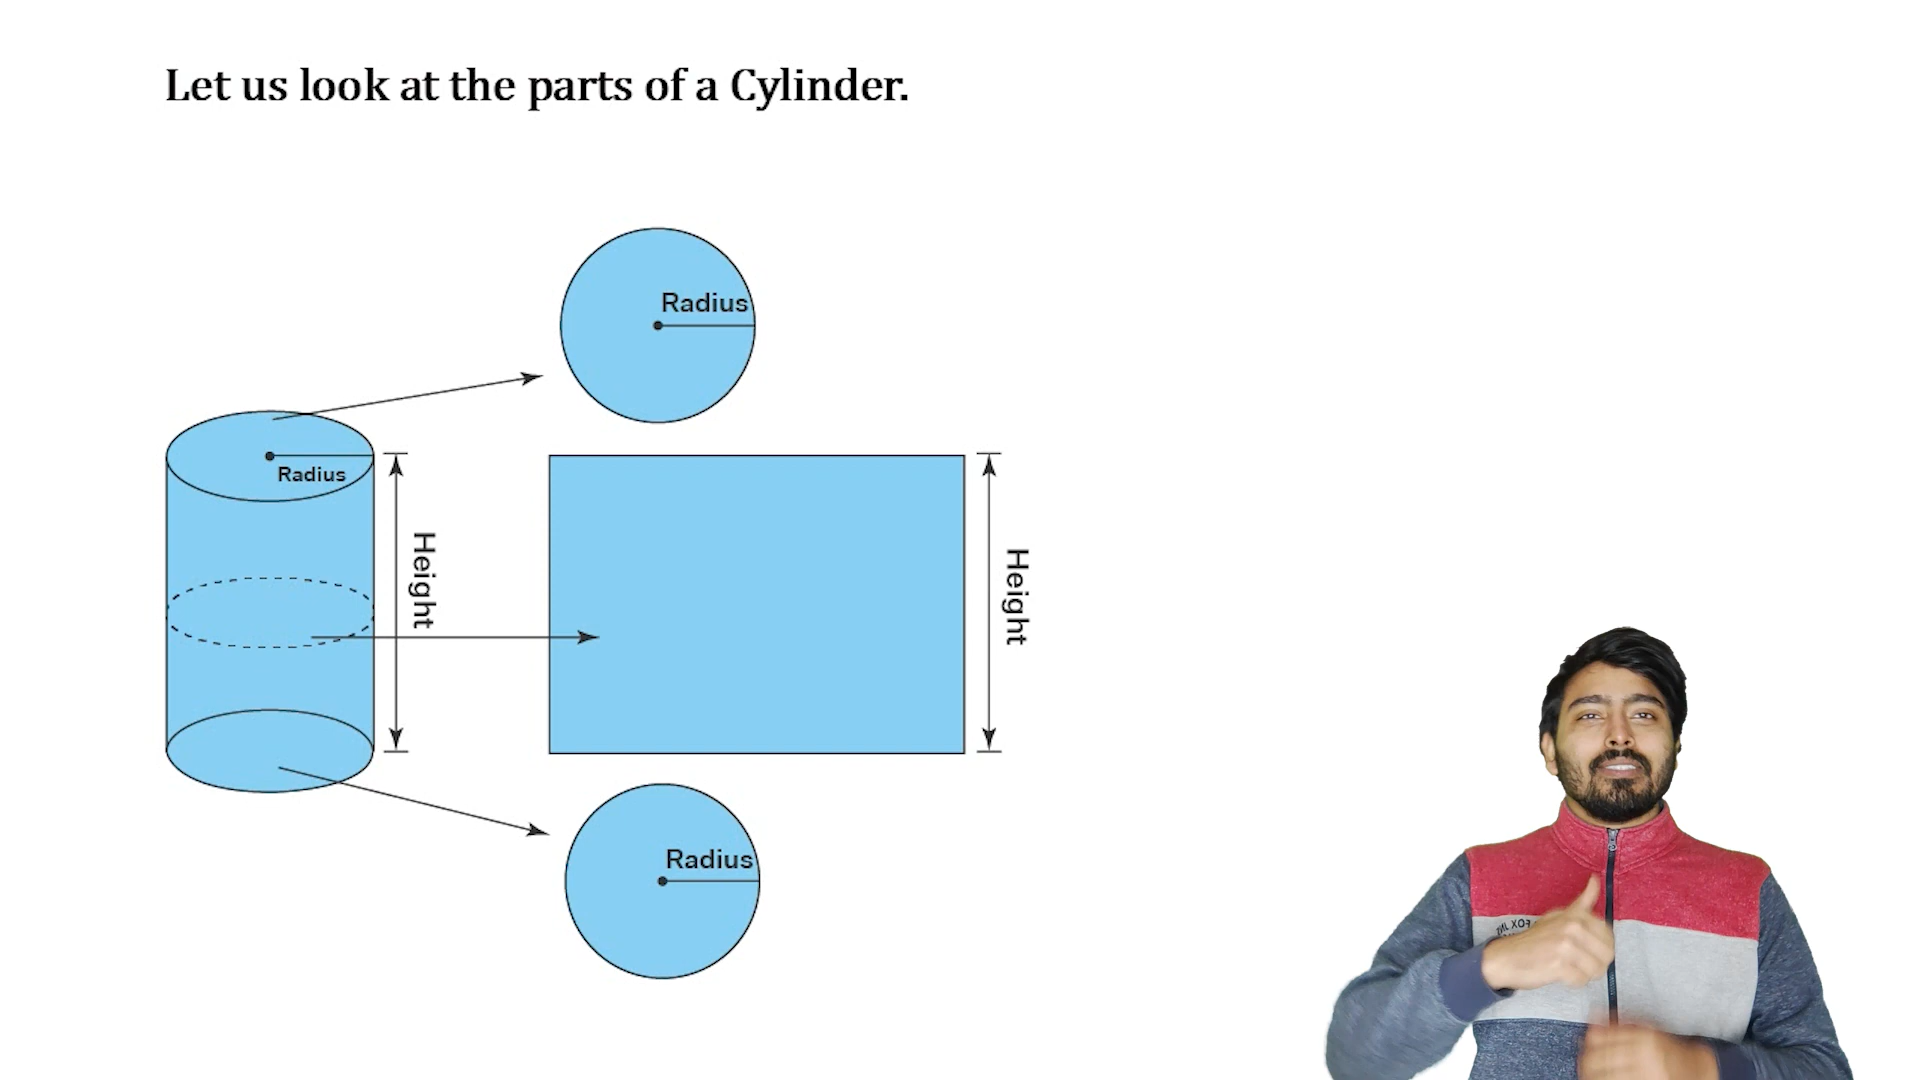 Let us look at the parts of a Cylinder.
Radius
Radius
Height
Height
Radius